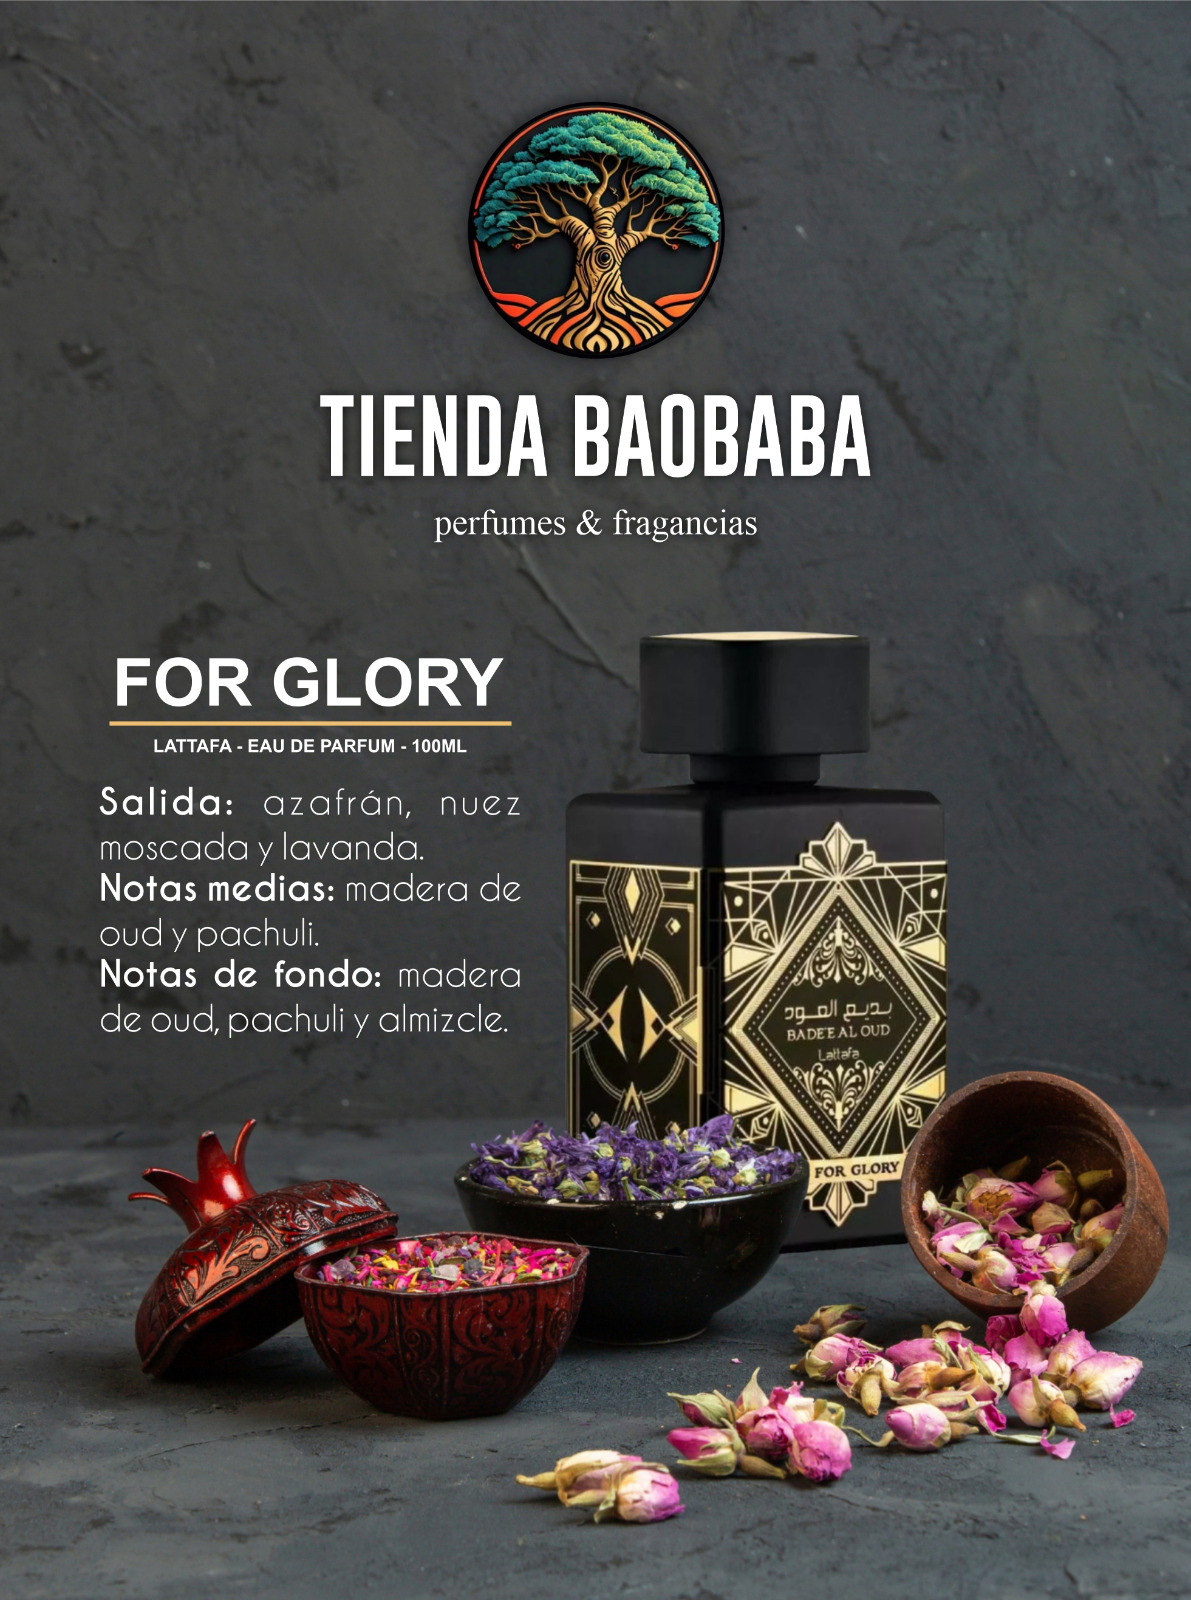 TIENDA BAOBABA
perfumes & fragancias
FOR GLORY
LATTAFA - EAU DE PARFUM - 100ML
Salida: azafrán, nuez
moscada y lavanda.
Notas medias: madera de
oud y pachuli.
Notas de fondo: madera
de oud, pachuli y almizcle.
بديع العود
BADE'E AL OUD
Lattafa
FOR GLORY